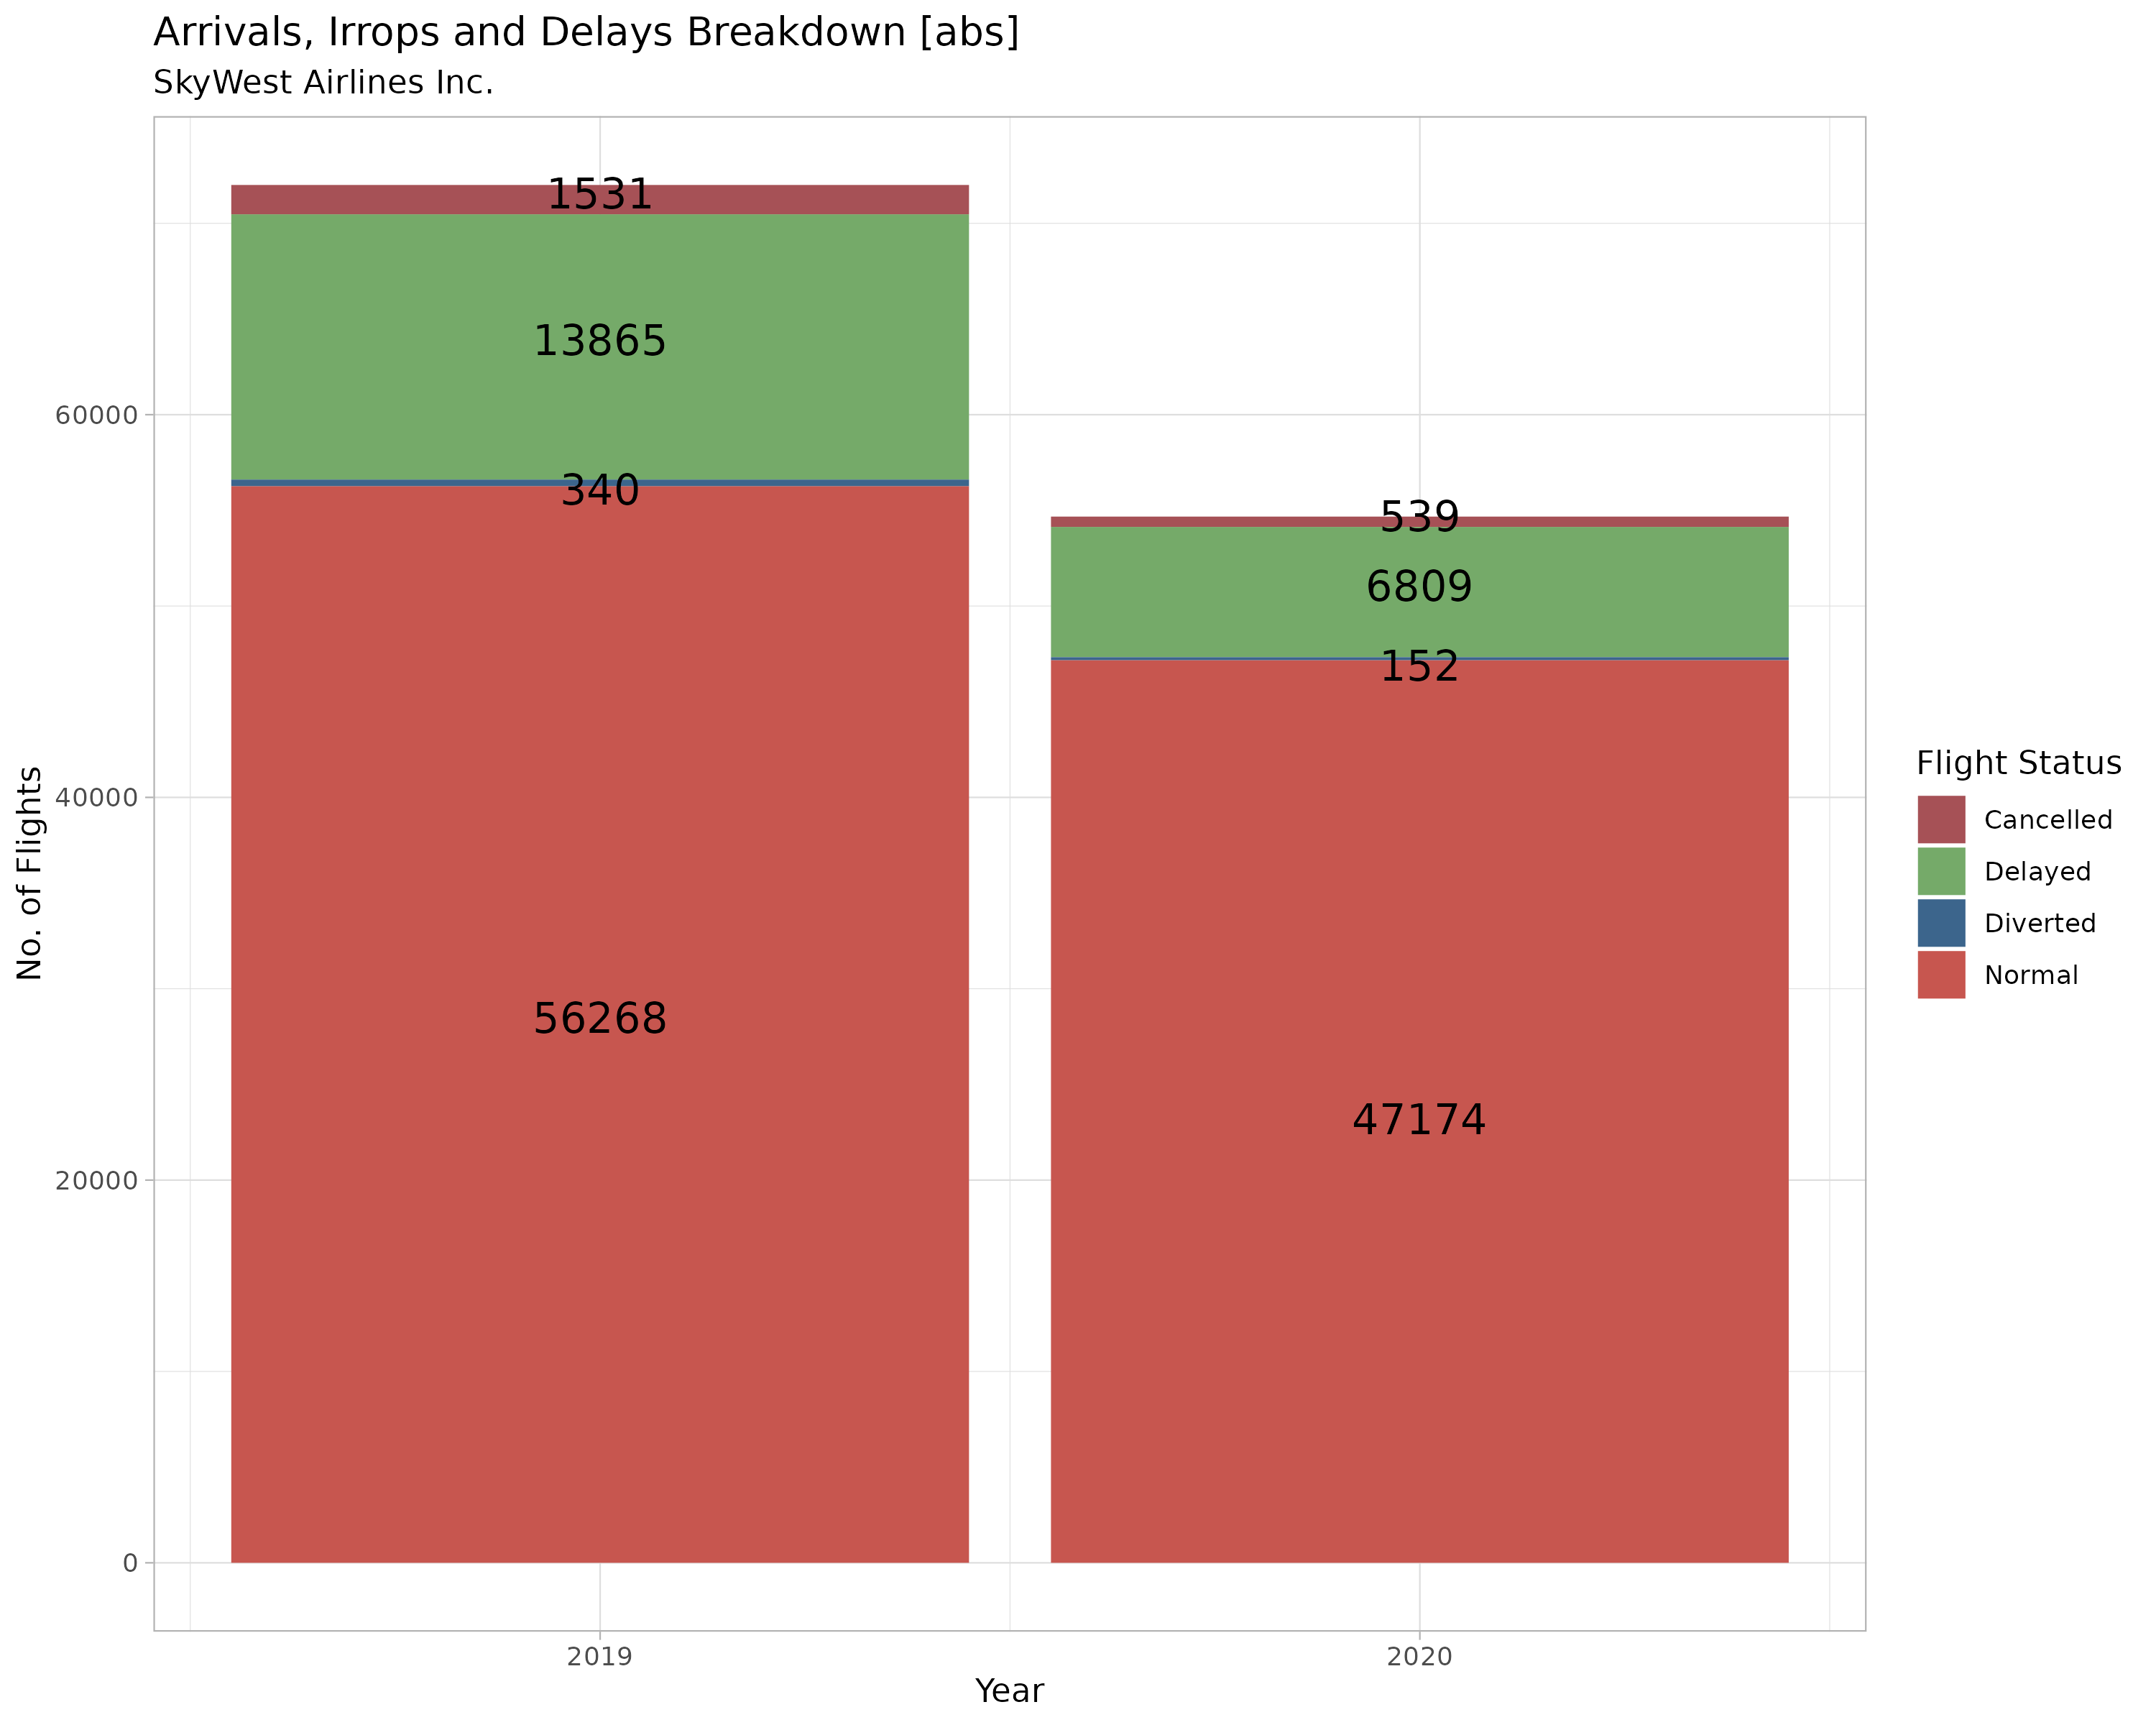 Arrivals, Irrops and Delays Breakdown [abs]
SkyWest Airlines Inc.
1531
13865
340
56268
539
6809
152
47174
60000
40000
20000
0
No. of Flights
2019
2020
Year
Flight Status
Cancelled
Delayed
Diverted
Normal